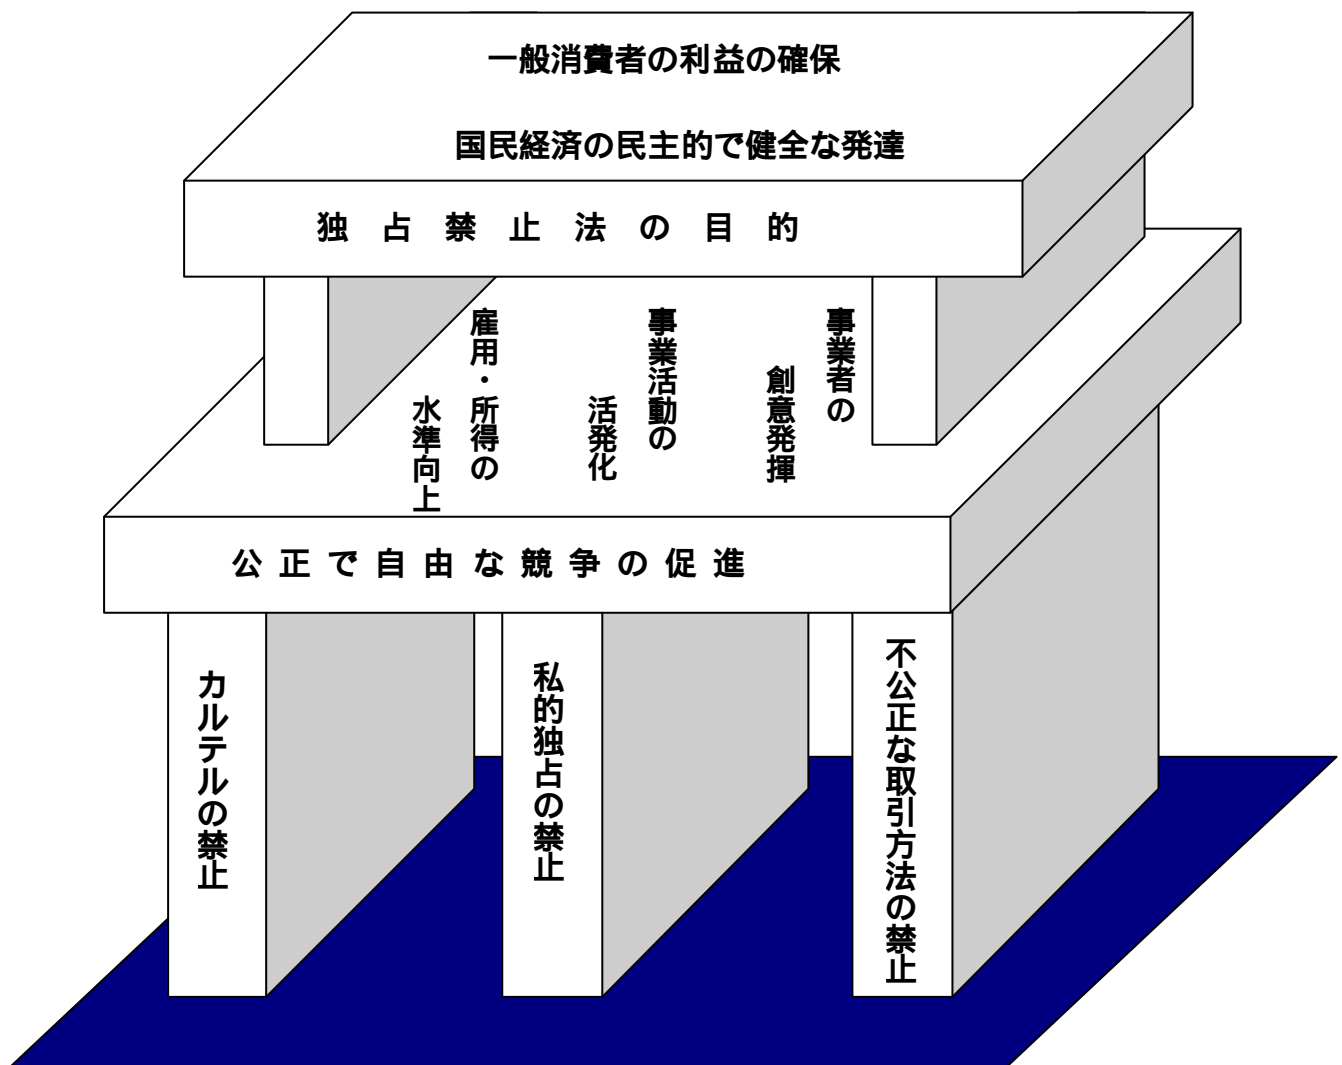 一般消費者の利益の確保
国民経済の民主的で健全な発達
独占禁止法の目的
事業者の
創意発揮
事業活動の
活発化
雇用・所得の
水準向上
公正で自由な競争の促進
カルテルの禁止
私的独占の禁止
不公正な取引方法の禁止